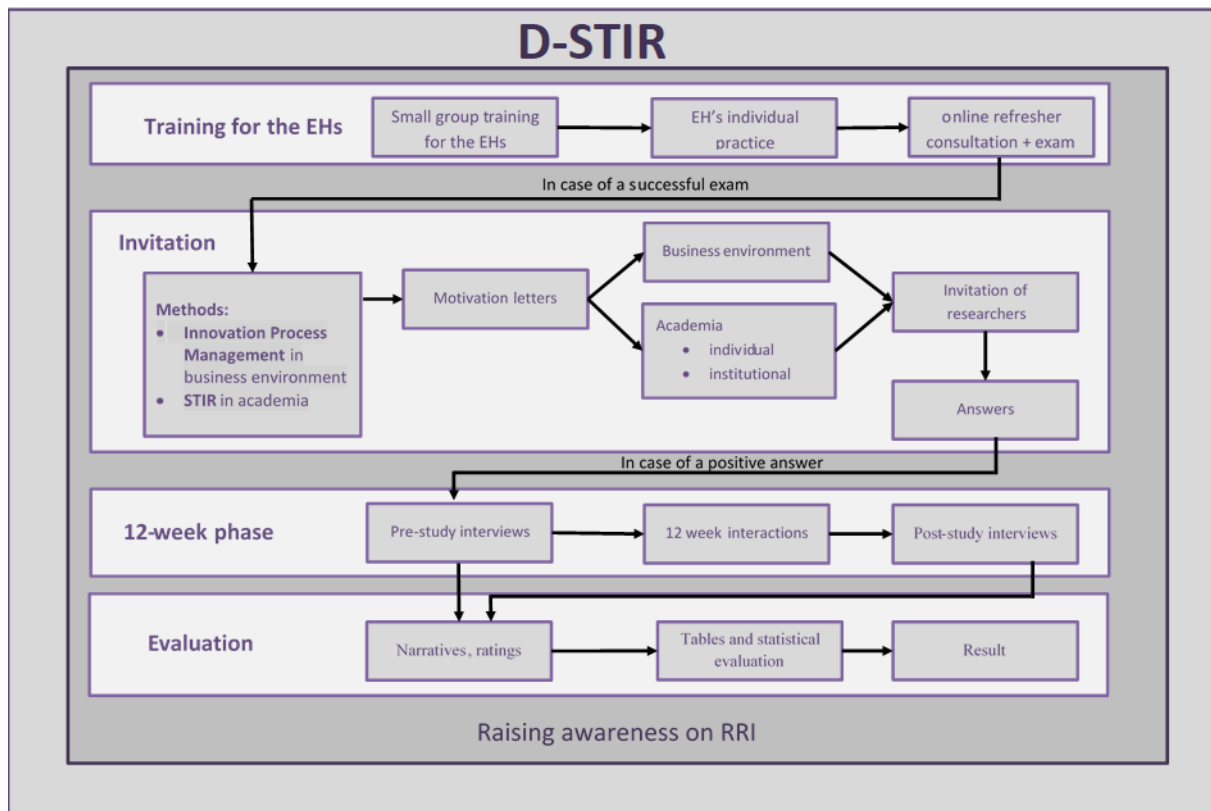 D-STIR
Training for the EHs
Small group training
for the EHs
EH's individual
practice
online refresher
consultation + exam
In case of a successful exam
Invitation
Methods:
• Innovation Process
Management in
business environment
• STIR in academia
Motivation letters
Business environment
Academia
• individual
• institutional
Invitation of
researchers
Answers
In case of a positive answer
12-week phase
Pre-study interviews
12 week interactions
Post-study interviews
Evaluation
Narratives, ratings
Tables and statistical
evaluation
Result
Raising awareness on RRI